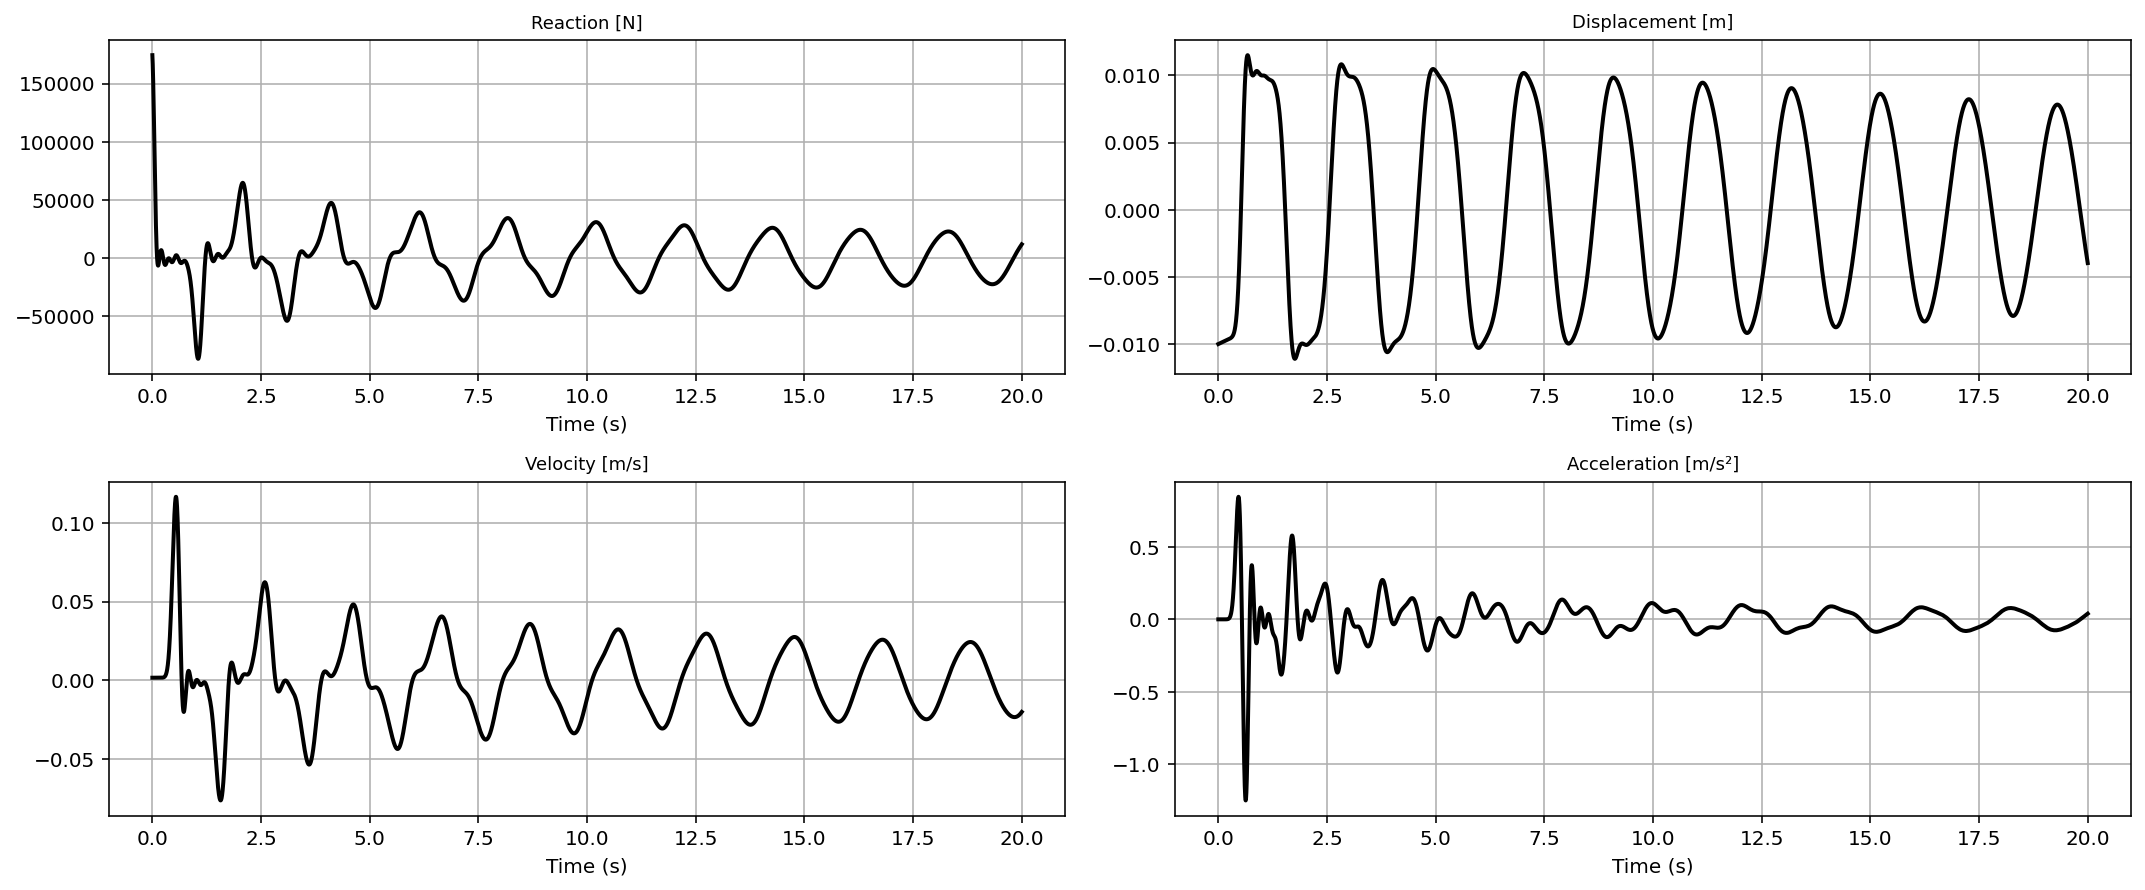 Reaction [N]
150000
100000
50000
0
−50000
0.0 2.5 5.0 7.5 10.0 12.5 15.0 17.5 20.0
Time (s)
Displacement [m]
0.010
0.005
0.000
−0.005
−0.010
0.0 2.5 5.0 7.5 10.0 12.5 15.0 17.5 20.0
Time (s)
Velocity [m/s]
0.10
0.05
0.00
−0.05
0.0 2.5 5.0 7.5 10.0 12.5 15.0 17.5 20.0
Time (s)
Acceleration [m/s²]
0.5
0.0
−0.5
−1.0
0.0 2.5 5.0 7.5 10.0 12.5 15.0 17.5 20.0
Time (s)